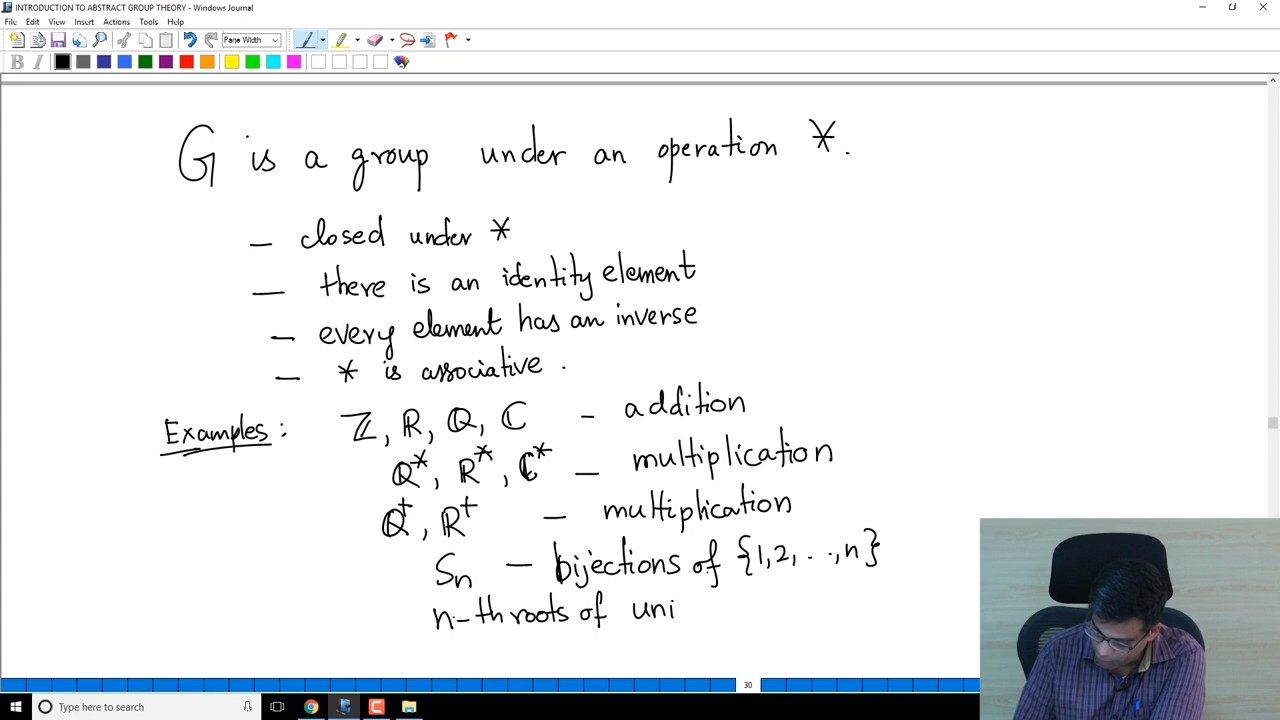 INTRODUCTION TO ABSTRACT GROUP THEORY - Windows Journal
File Edit View Insert Actions Tools Help
Page Width
B I
G is a group under an operation *.
— closed under *
— there is an identity element
— every element has an inverse
— * is associative.
Examples: ℤ, ℝ, ℚ, ℂ - addition
ℚ*, ℝ*, ℂ* — multiplication
ℚ⁺, ℝ⁺ — multiplication
Sn — bijections of {1,2,...,n}
n-th roots of uni
30
Type here to search